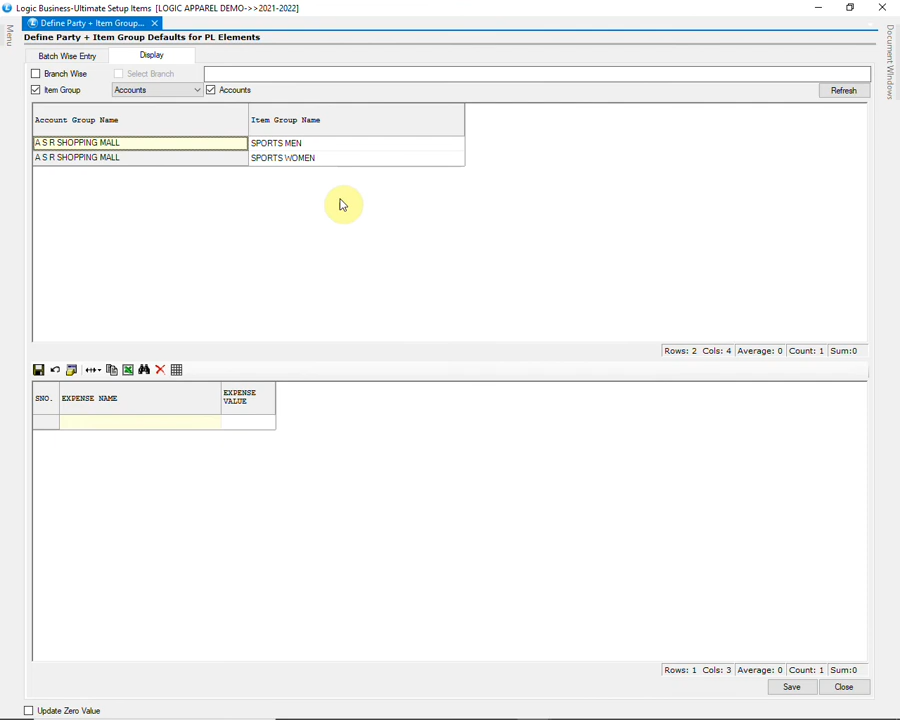 Logic Business-Ultimate Setup Items [LOGIC APPAREL DEMO->>2021-2022]
Define Party + Item Group...
Define Party + Item Group Defaults for PL Elements
Menu
Document Windows
Batch Wise Entry Display
Branch Wise Select Branch
Item Group Accounts Accounts Refresh
Account Group Name Item Group Name
A S R SHOPPING MALL SPORTS MEN
A S R SHOPPING MALL SPORTS WOMEN
Rows: 2 Cols: 4 Average: 0 Count: 1 Sum:0
SNO. EXPENSE NAME EXPENSE VALUE
Rows: 1 Cols: 3 Average: 0 Count: 1 Sum:0
Save Close
Update Zero Value